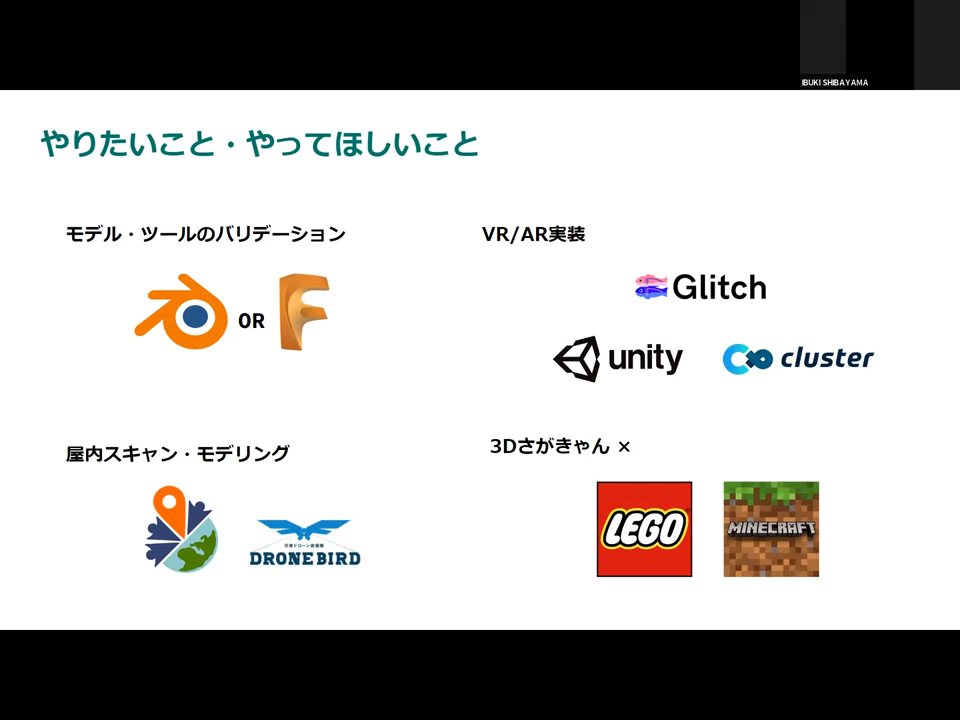 IBUKI SHIBAYAMA
やりたいこと・やってほしいこと
モデル・ツールのバリデーション
OR
VR/AR実装
Glitch
unity
cluster
屋内スキャン・モデリング
DRONE BIRD
3Dさがきゃん ×
LEGO
MINECRAFT